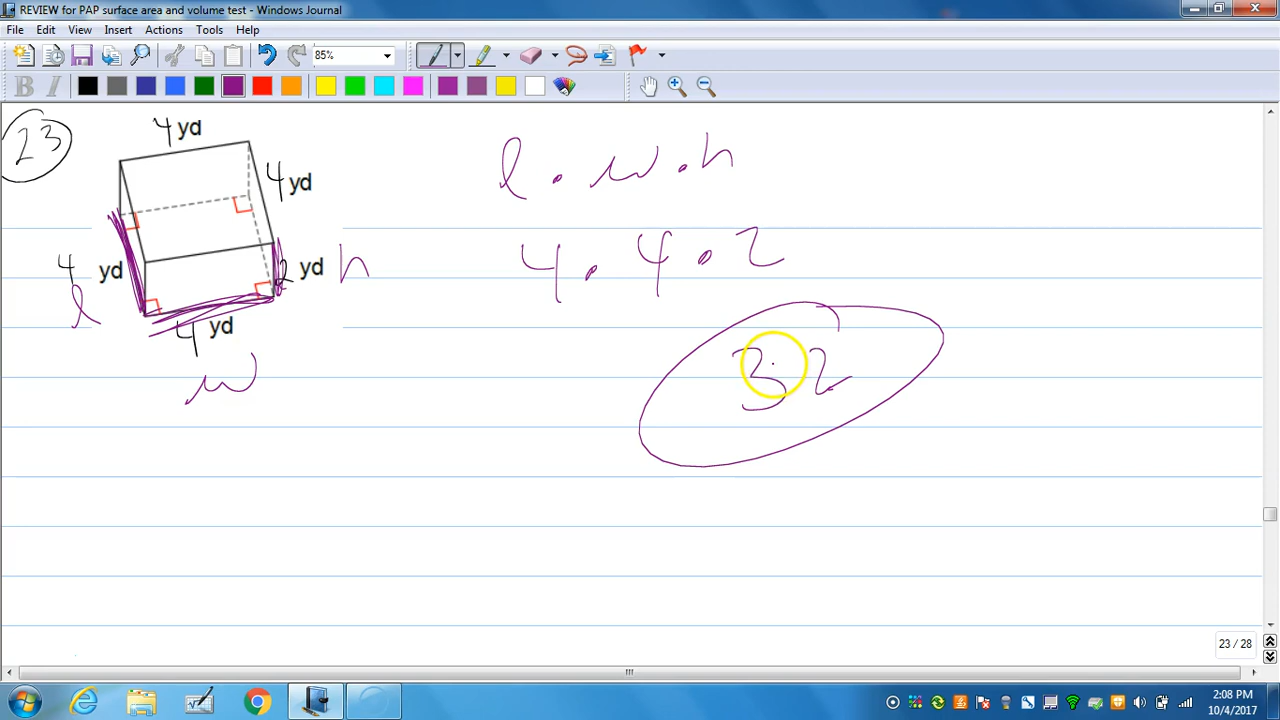 REVIEW for PAP surface area and volume test - Windows Journal
File Edit View Insert Actions Tools Help
85%
B I
23
4 yd
4 yd
l · w · h
4 · 4 · 2
4 yd
l
2 yd h
4 yd
w
32
23 / 28
2:08 PM
10/4/2017